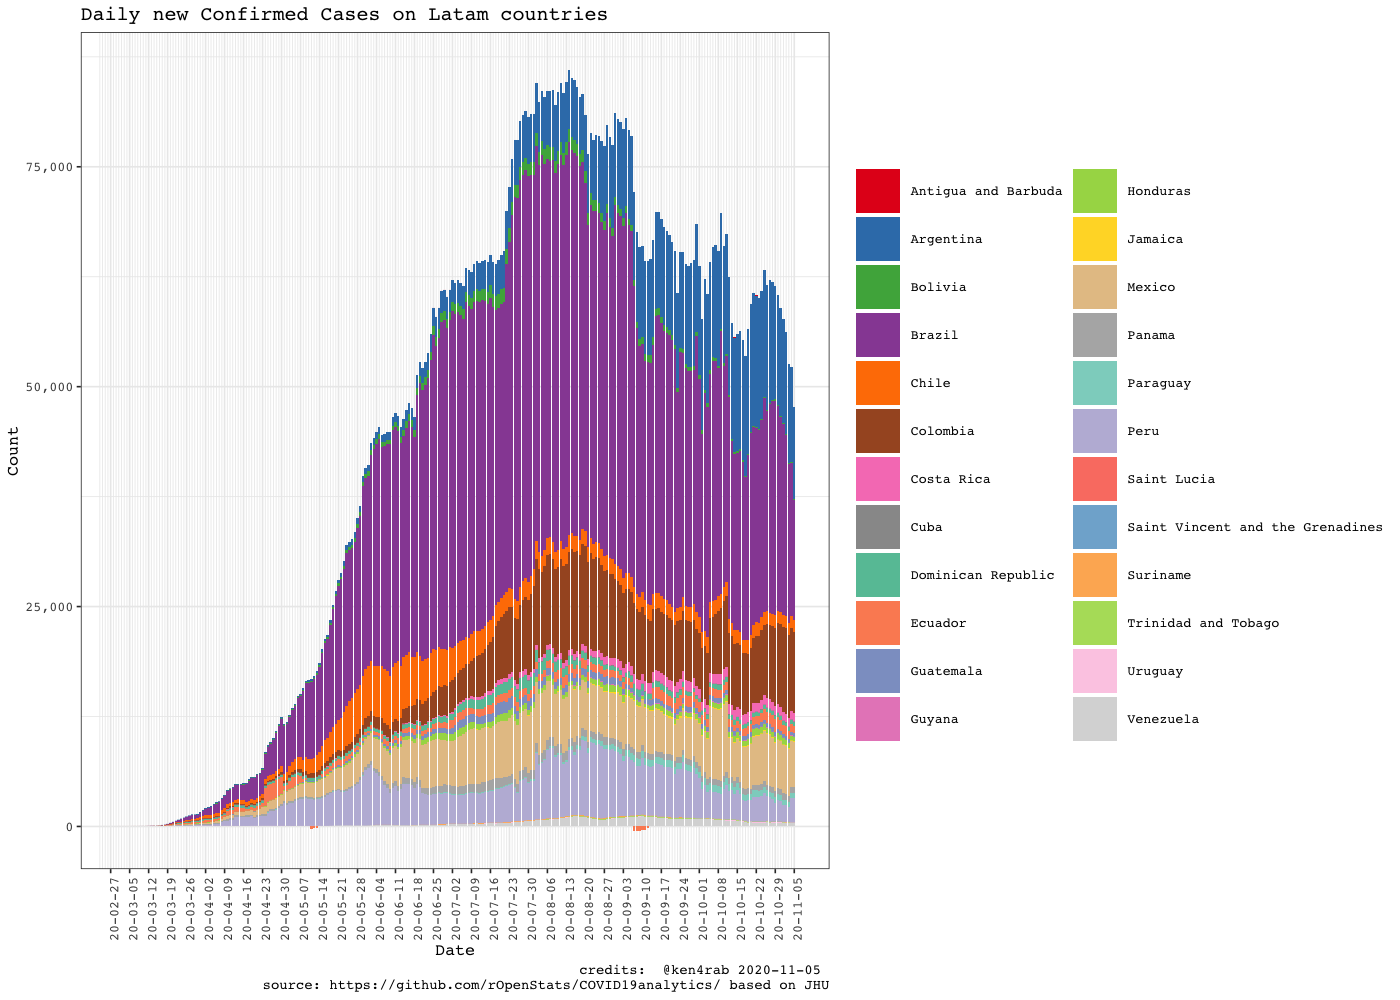 Daily new Confirmed Cases on Latam countries
Count
75,000
50,000
25,000
0
20-02-27
20-03-05
20-03-12
20-03-19
20-03-26
20-04-02
20-04-09
20-04-16
20-04-23
20-04-30
20-05-07
20-05-14
20-05-21
20-05-28
20-06-04
20-06-11
20-06-18
20-06-25
20-07-02
20-07-09
20-07-16
20-07-23
20-07-30
20-08-06
20-08-13
20-08-20
20-08-27
20-09-03
20-09-10
20-09-17
20-09-24
20-10-01
20-10-08
20-10-15
20-10-22
20-10-29
20-11-05
Date
Antigua and Barbuda
Argentina
Bolivia
Brazil
Chile
Colombia
Costa Rica
Cuba
Dominican Republic
Ecuador
Guatemala
Guyana
Honduras
Jamaica
Mexico
Panama
Paraguay
Peru
Saint Lucia
Saint Vincent and the Grenadines
Suriname
Trinidad and Tobago
Uruguay
Venezuela
credits:  @ken4rab 2020-11-05
source: https://github.com/rOpenStats/COVID19analytics/ based on JHU